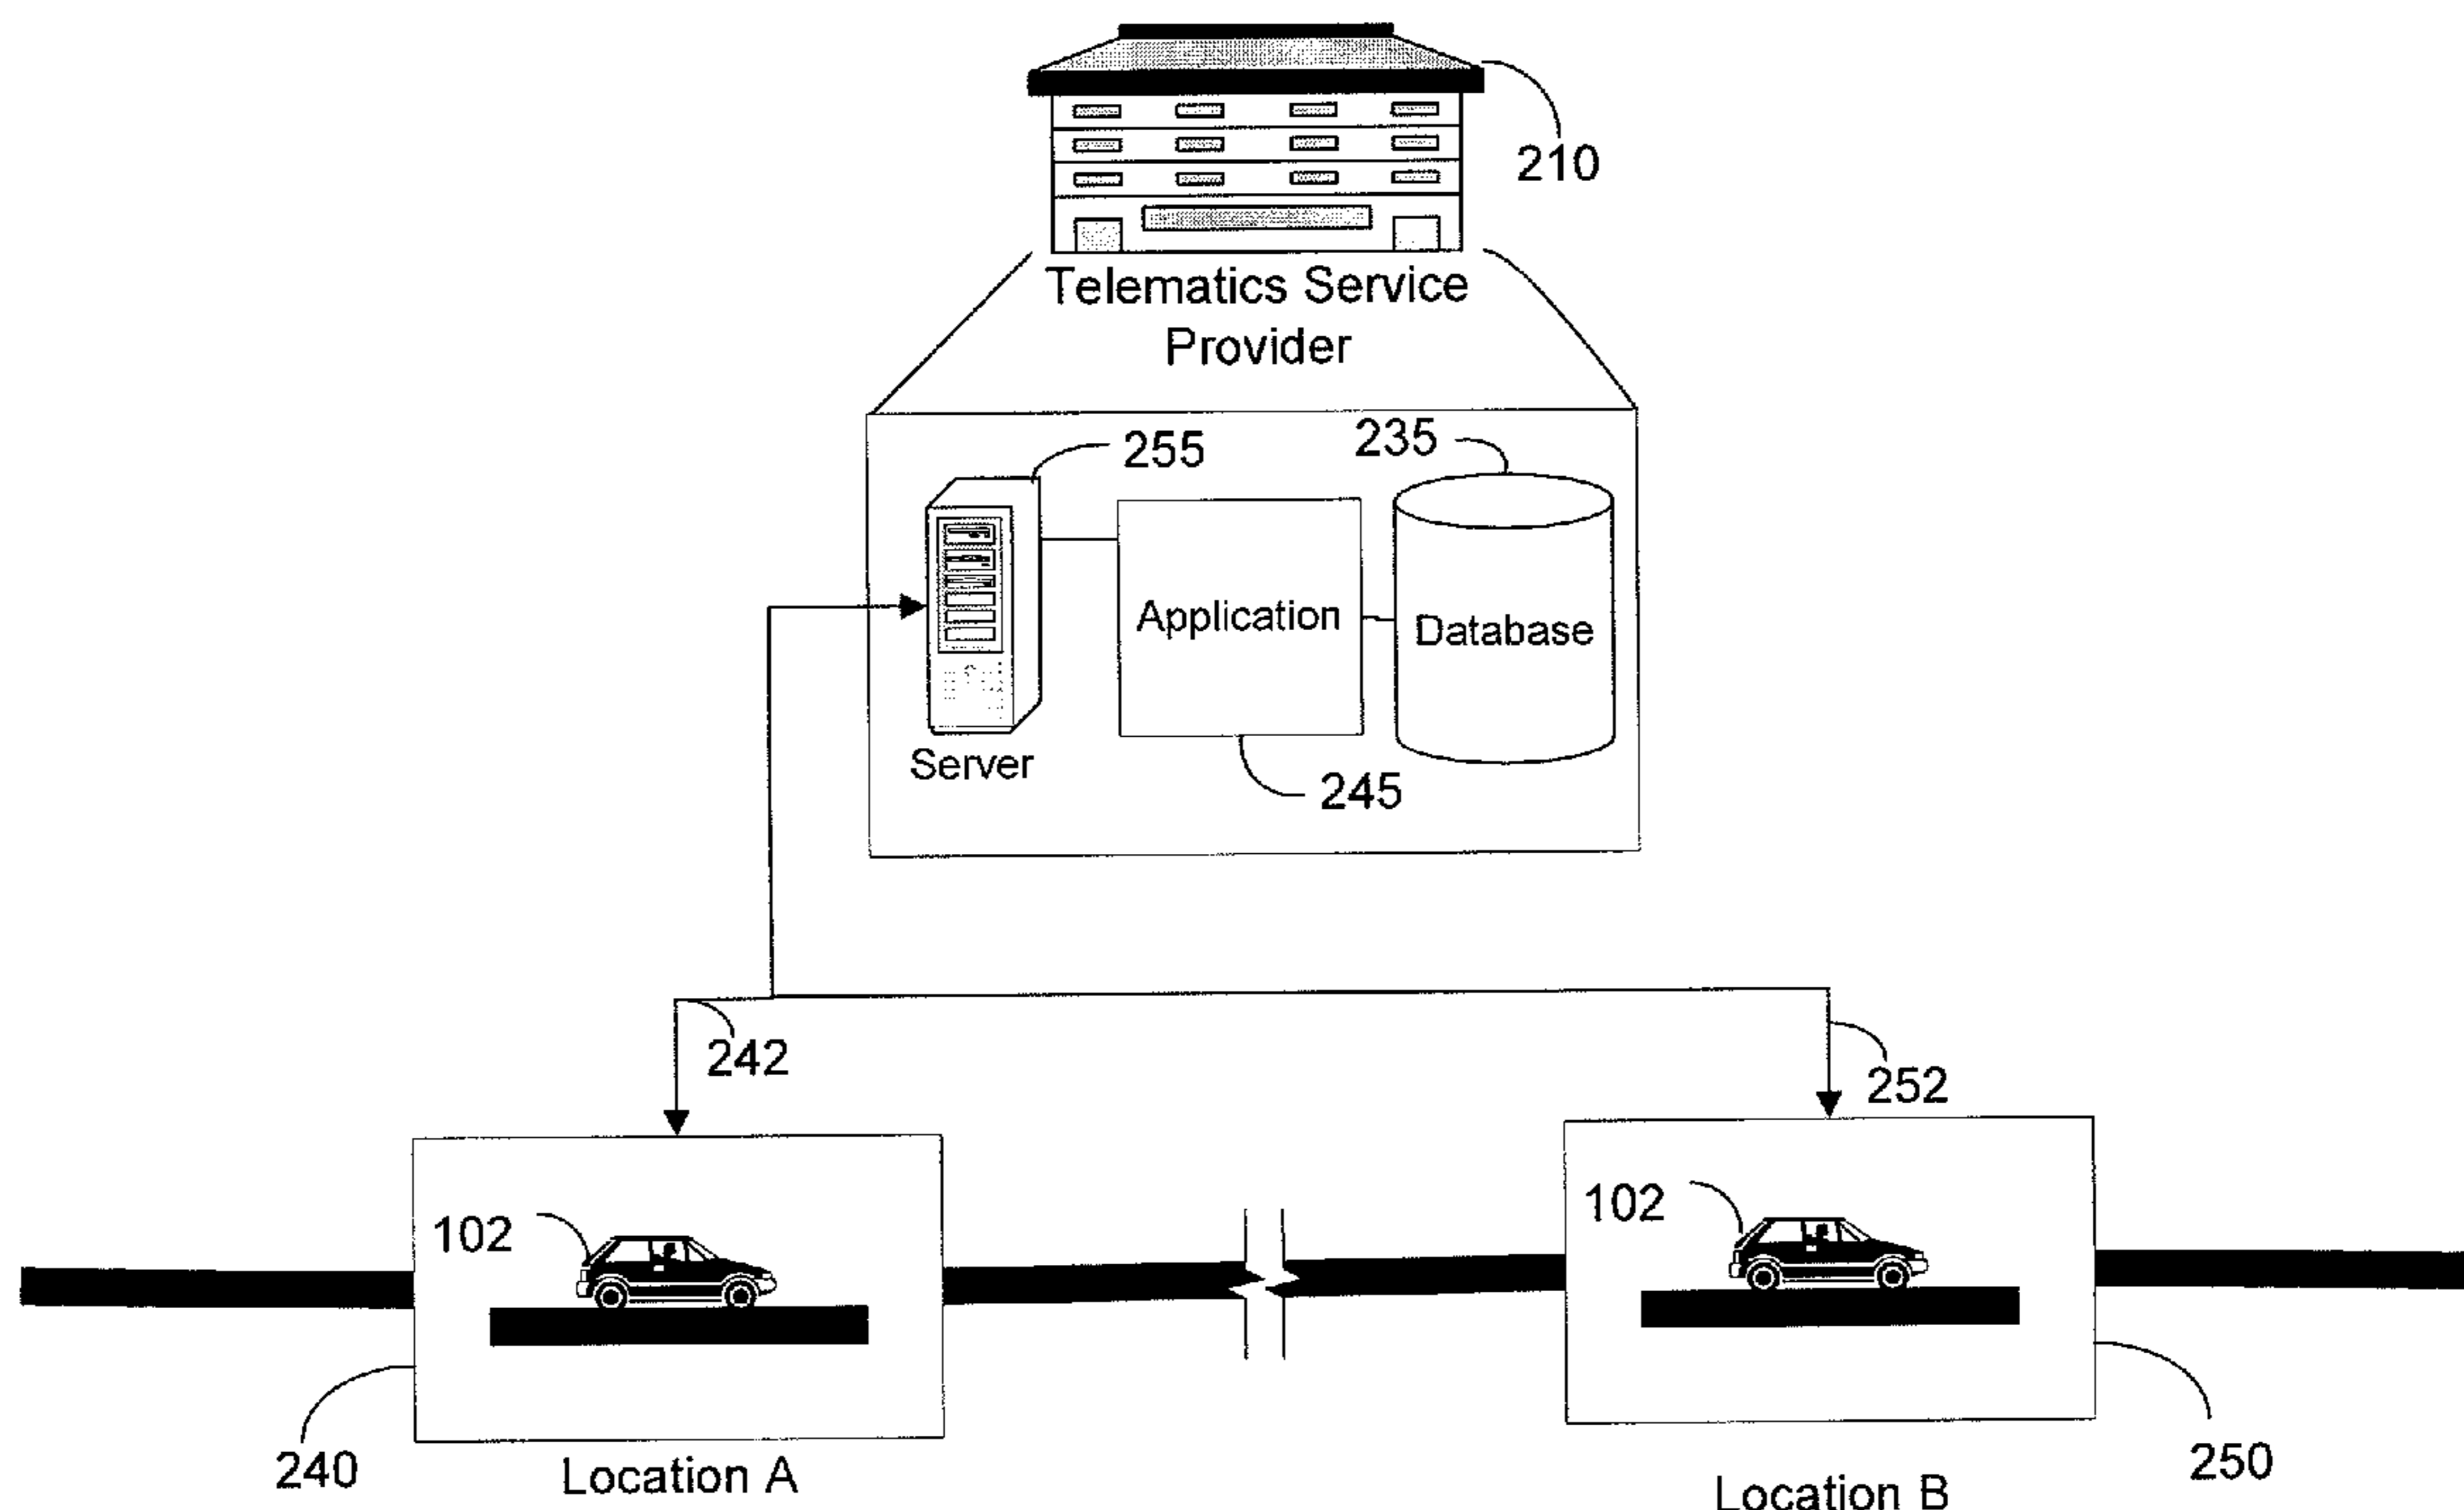 210
Telematics Service
Provider
255
235
Application
Database
Server
245
242
252
102
102
240
Location A
250
Location B